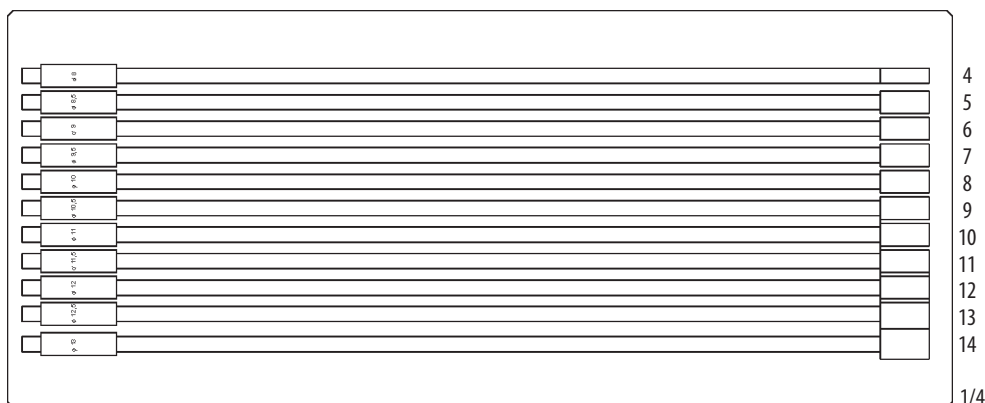 ø 8 4
ø 8,5 5
ø 9 6
ø 9,5 7
ø 10 8
ø 10,5 9
ø 11 10
ø 11,5 11
ø 12 12
ø 12,5 13
ø 13 14
1/4